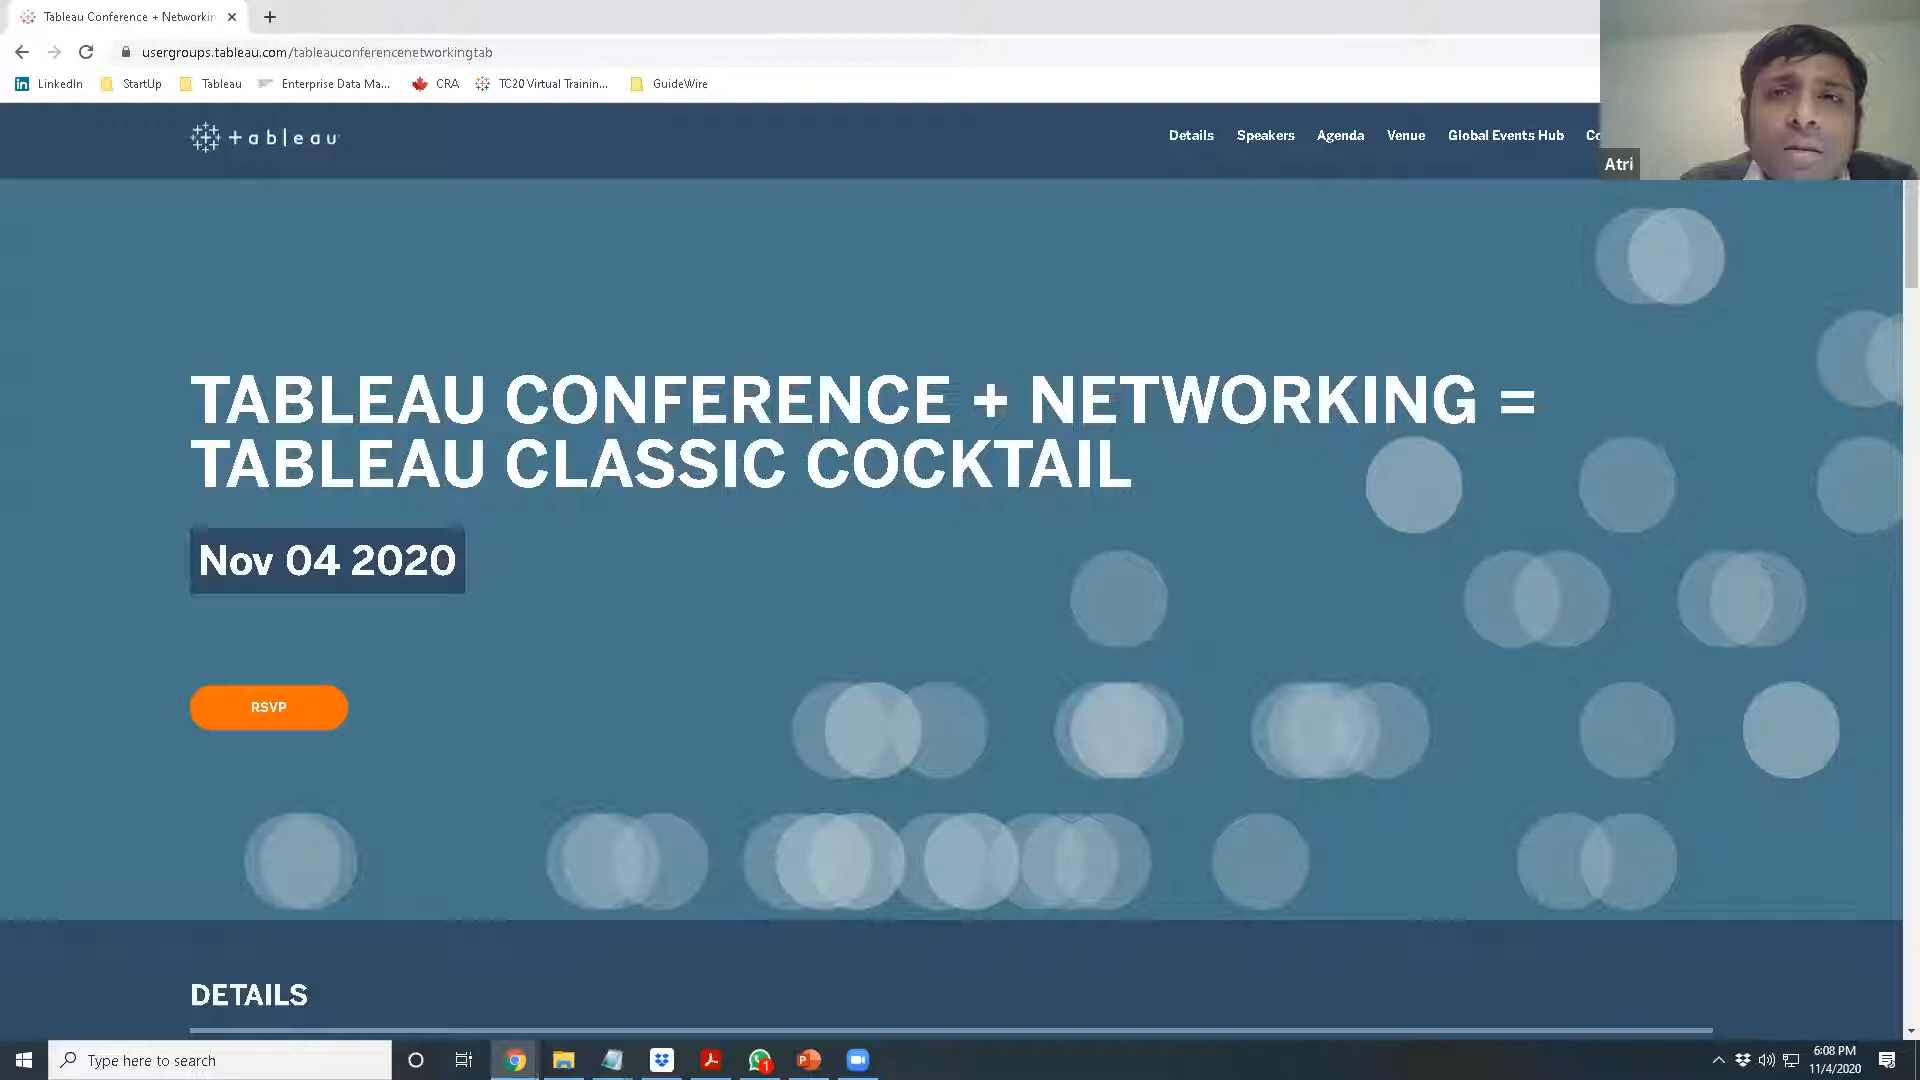 Tableau Conference + Networkin
usergroups.tableau.com/tableauconferencenetworkingtab
LinkedIn StartUp Tableau Enterprise Data Ma... CRA TC20 Virtual Trainin... GuideWire
+ableau Details Speakers Agenda Venue Global Events Hub Co
Atri
TABLEAU CONFERENCE + NETWORKING =
TABLEAU CLASSIC COCKTAIL
Nov 04 2020
RSVP
DETAILS
Type here to search
1
6:08 PM
11/4/2020